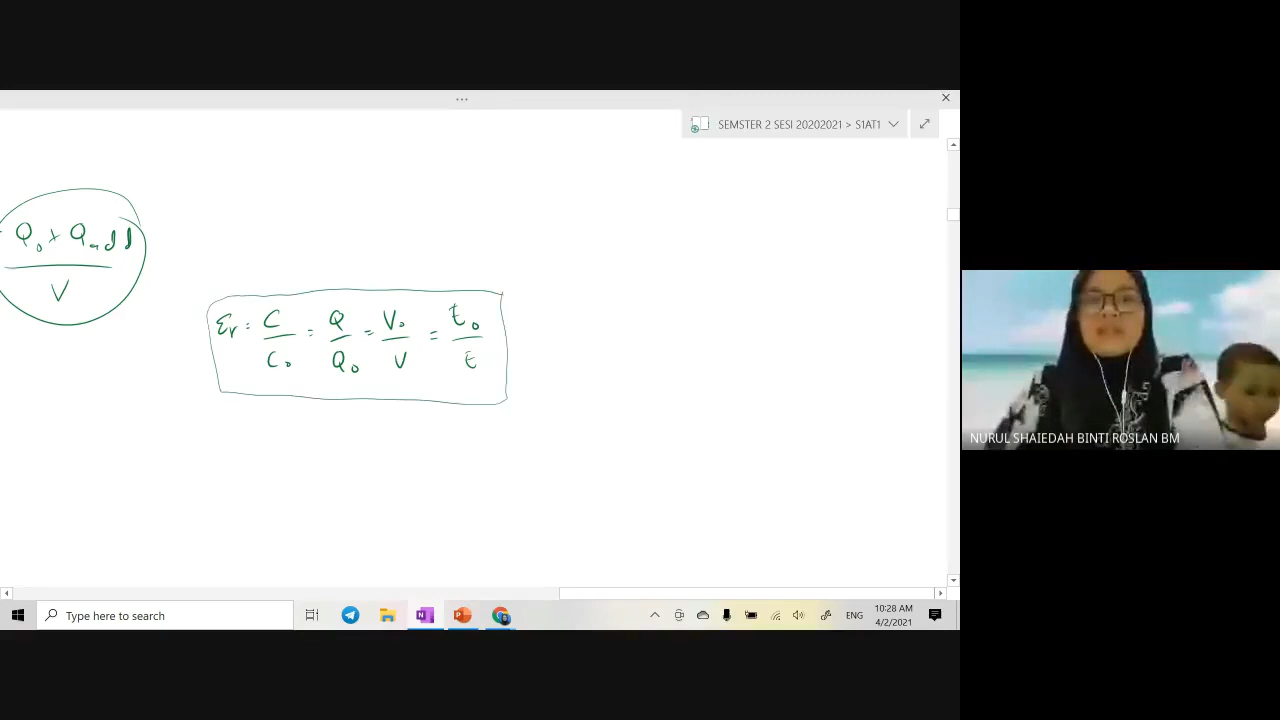 SEMSTER 2 SESI 20202021 > S1AT1
Q₀ + Qadd
V
εr = C/C₀ = Q/Q₀ = V₀/V = E₀/E
NURUL SHAIEDAH BINTI ROSLAN BM
Type here to search
ENG
10:28 AM
4/2/2021